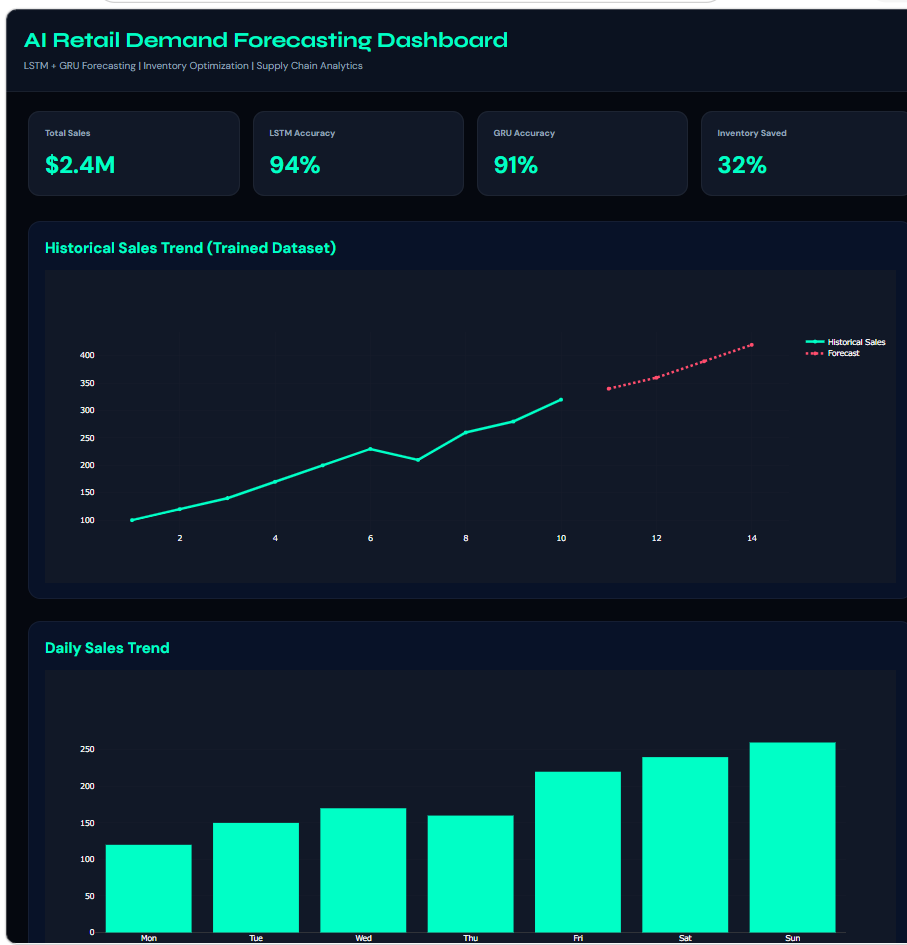 AI Retail Demand Forecasting Dashboard
LSTM + GRU Forecasting | Inventory Optimization | Supply Chain Analytics
Total Sales
$2.4M
LSTM Accuracy
94%
GRU Accuracy
91%
Inventory Saved
32%
Historical Sales Trend (Trained Dataset)
Historical Sales
Forecast
400
350
300
250
200
150
100
2 4 6 8 10 12 14
Daily Sales Trend
250
200
150
100
50
0
Mon Tue Wed Thu Fri Sat Sun